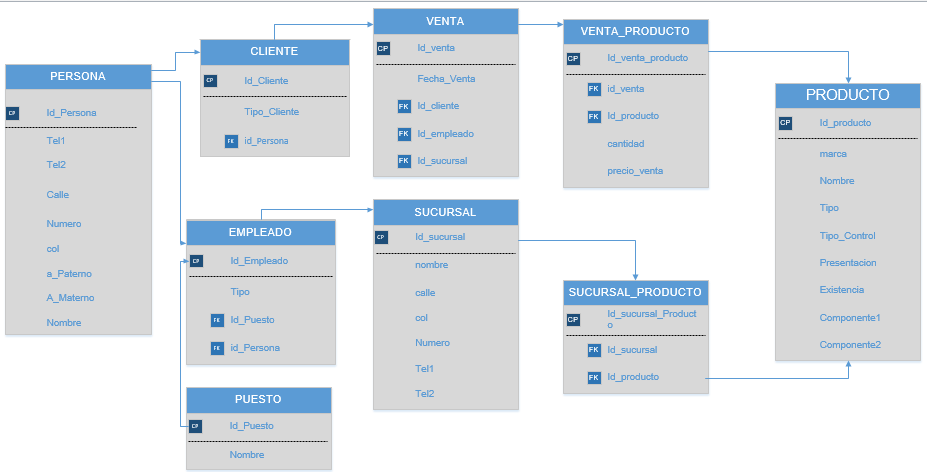 PERSONA
CP Id_Persona
Tel1
Tel2
Calle
Numero
col
a_Paterno
A_Materno
Nombre
CLIENTE
CP Id_Cliente
Tipo_Cliente
FK id_Persona
VENTA
CP Id_venta
Fecha_Venta
FK Id_cliente
FK Id_empleado
FK Id_sucursal
VENTA_PRODUCTO
CP Id_venta_producto
FK id_venta
FK Id_producto
cantidad
precio_venta
PRODUCTO
CP Id_producto
marca
Nombre
Tipo
Tipo_Control
Presentacion
Existencia
Componente1
Componente2
EMPLEADO
CP Id_Empleado
Tipo
FK Id_Puesto
FK id_Persona
SUCURSAL
CP Id_sucursal
nombre
calle
col
Numero
Tel1
Tel2
SUCURSAL_PRODUCTO
CP Id_sucursal_Product
o
FK Id_sucursal
FK Id_producto
PUESTO
CP Id_Puesto
Nombre